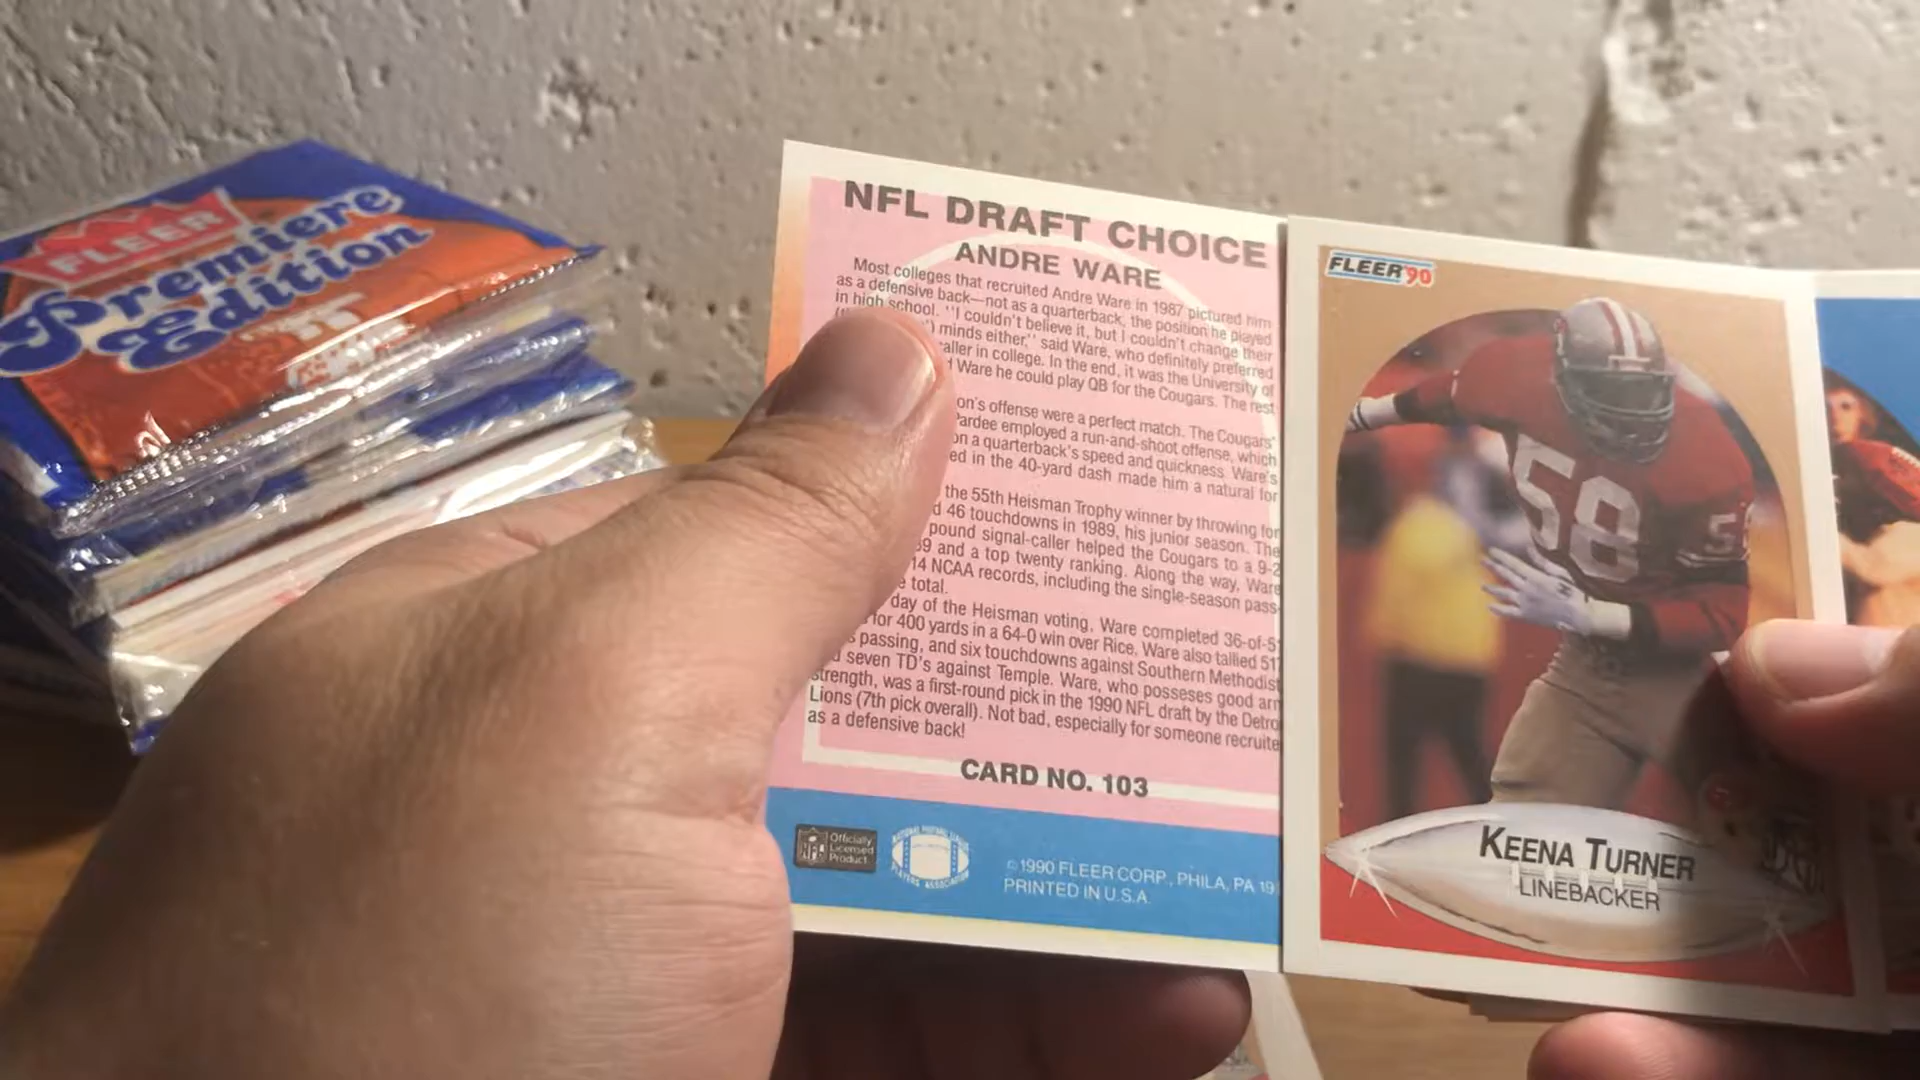 FLEER
Premiere
Edition
NFL DRAFT CHOICE
ANDRE WARE
Most colleges that recruited Andre Ware in 1987 pictured him
as a defensive back—not as a quarterback, the position he played
in high school. "I couldn't believe it, but I couldn't change their
') minds either," said Ware, who definitely preferred
in college. In the end, it was the University of
Ware he could play QB for the Cougars. The rest
offense were a perfect match. The Cougars'
employed a run-and-shoot offense, which
a quarterback's speed and quickness. Ware's
in the 40-yard dash made him a natural for
the 55th Heisman Trophy winner by throwing for
46 touchdowns in 1989, his junior season. The
pound signal-caller helped the Cougars to a 9-2
and a top twenty ranking. Along the way, Ware
14 NCAA records, including the single-season pass-
total.
day of the Heisman voting, Ware completed 36-of-5
for 400 yards in a 64-0 win over Rice. Ware also tallied 51
passing, and six touchdowns against Southern Methodist
seven TD's against Temple. Ware, who posseses good
strength, was a first-round pick in the 1990 NFL draft by the
Lions (7th pick overall). Not bad, especially for someone
as a defensive back!
CARD NO. 103
NFL
Officially
Licensed
Product
NATIONAL FOOTBALL LEAGUE
PLAYERS ASSOCIATION
©1990 FLEER CORP., PHILA, PA 19
PRINTED IN U.S.A.
FLEER '90
58
KEENA TURNER
LINEBACKER